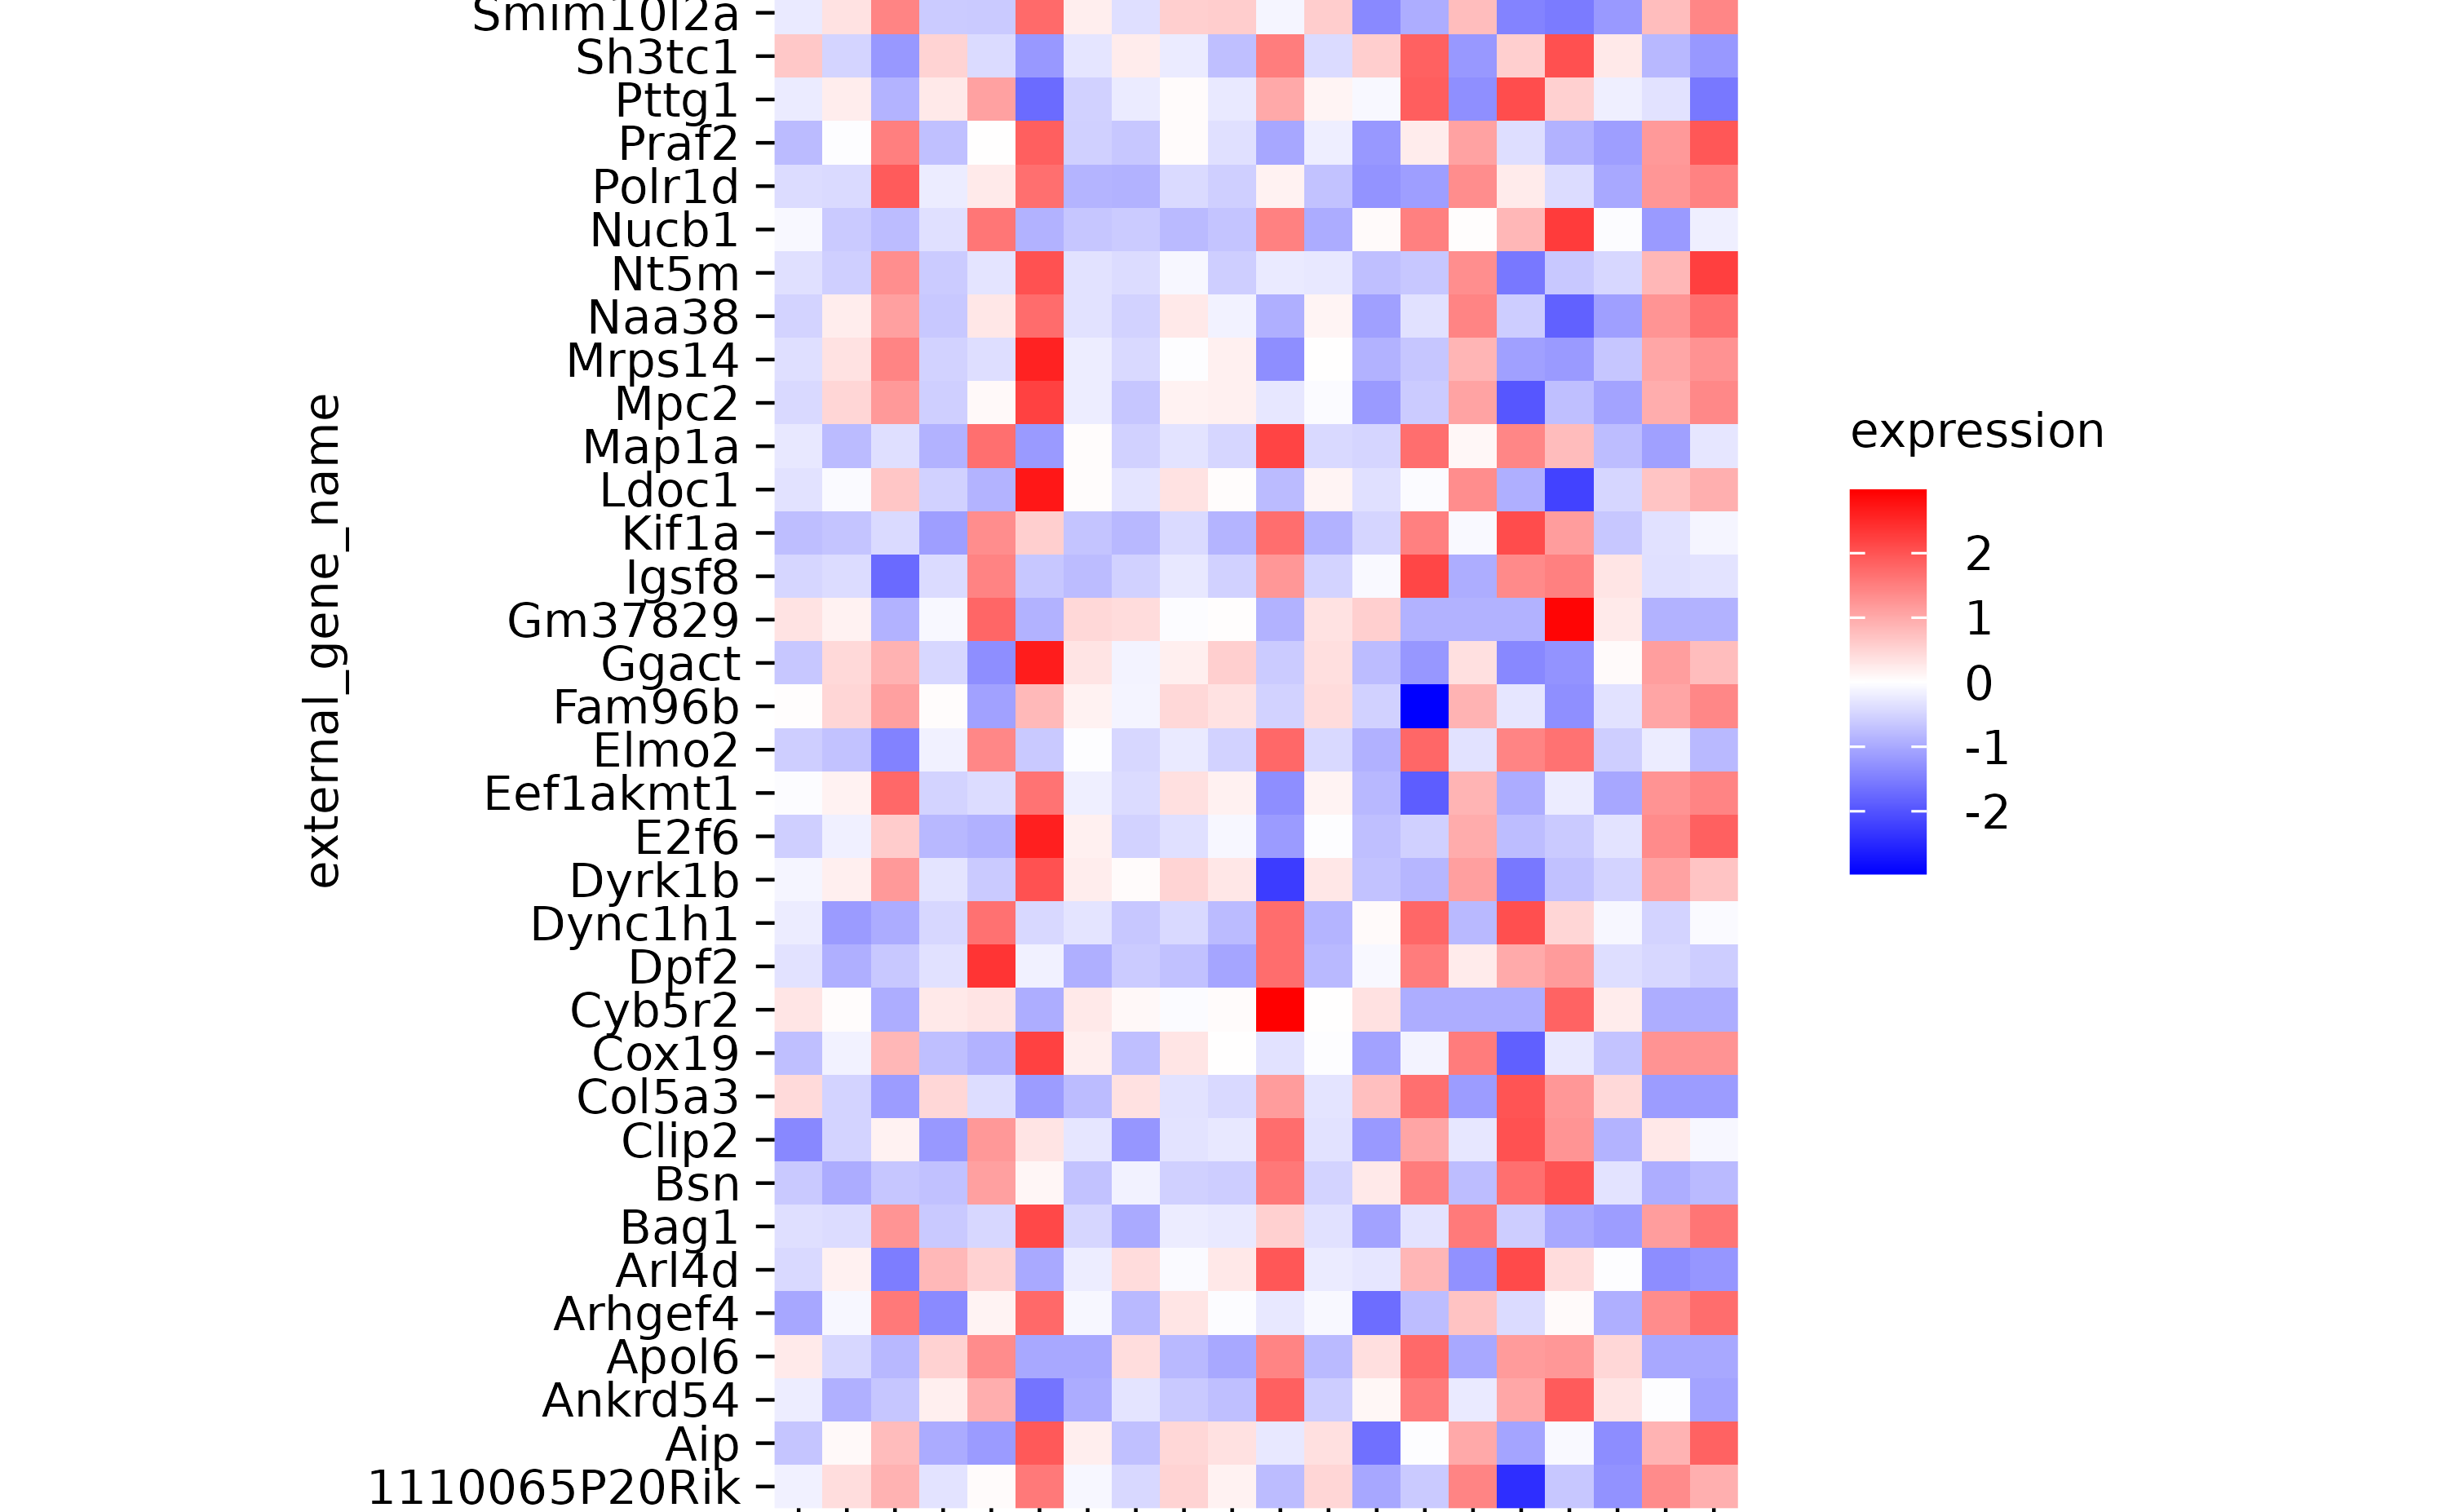 Smim10l2a
Sh3tc1
Pttg1
Praf2
Polr1d
Nucb1
Nt5m
Naa38
Mrps14
Mpc2
Map1a
Ldoc1
Kif1a
Igsf8
Gm37829
Ggact
Fam96b
Elmo2
Eef1akmt1
E2f6
Dyrk1b
Dync1h1
Dpf2
Cyb5r2
Cox19
Col5a3
Clip2
Bsn
Bag1
Arl4d
Arhgef4
Apol6
Ankrd54
Aip
1110065P20Rik
external_gene_name
expression
2
1
0
-1
-2